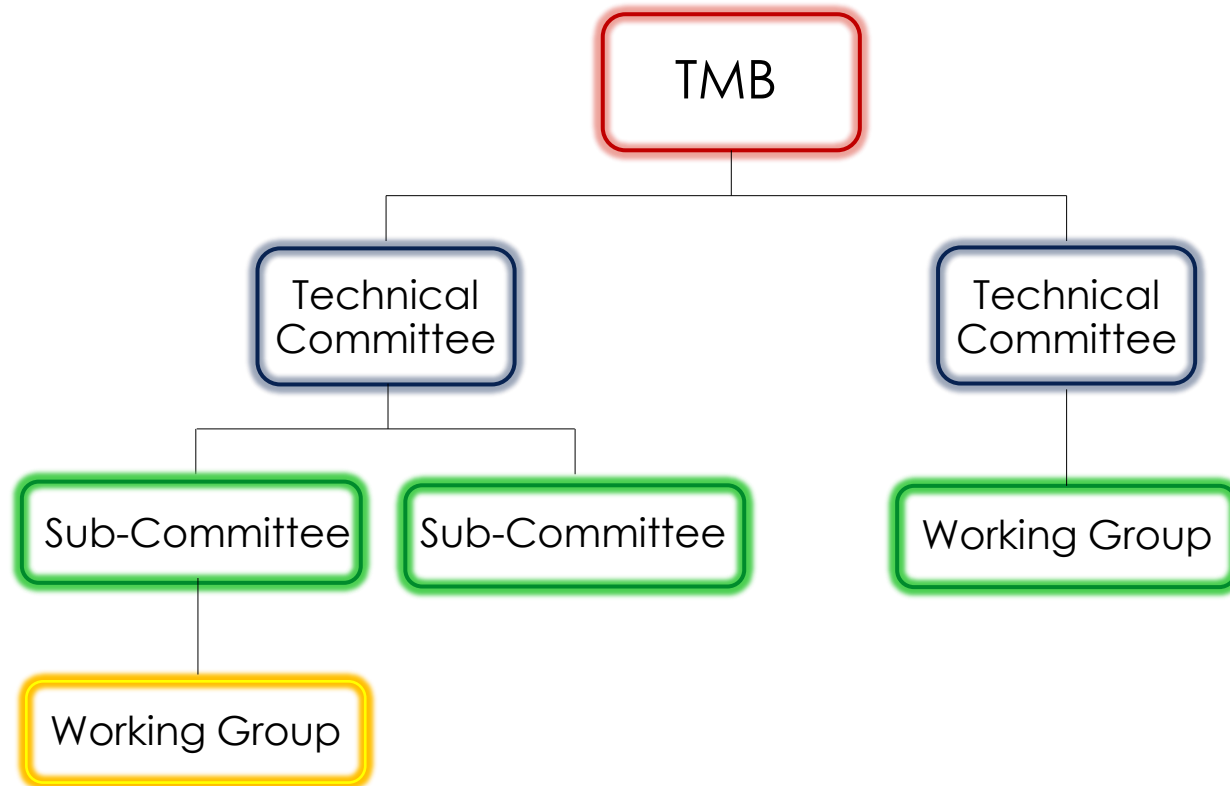 TMB
Technical
Committee
Technical
Committee
Sub-Committee
Sub-Committee
Working Group
Working Group